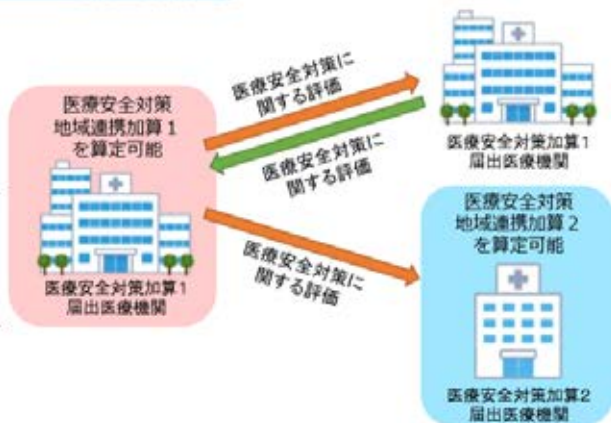 医療安全対策
地域連携加算1
を算定可能
医療安全対策加算1
届出医療機関
医療安全対策に
関する評価
医療安全対策に
関する評価
医療安全対策に
関する評価
医療安全対策加算1
届出医療機関
医療安全対策
地域連携加算2
を算定可能
医療安全対策加算2
届出医療機関